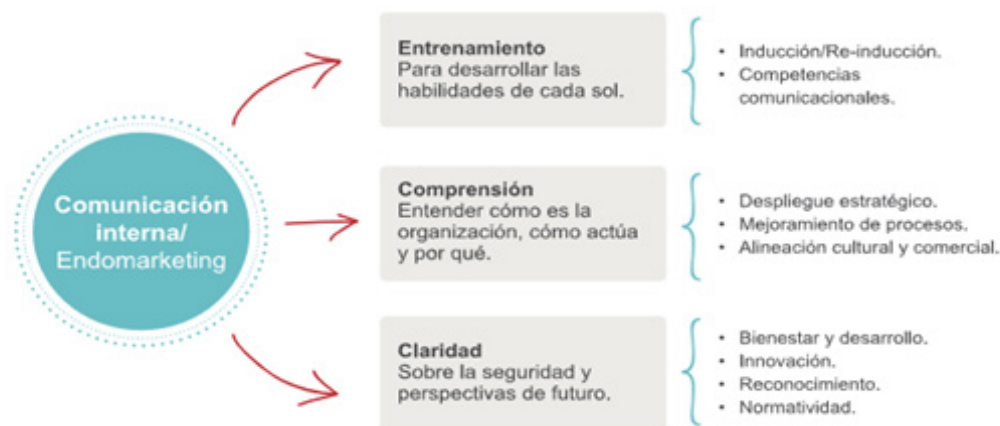 Comunicación
interna/
Endomarketing
Entrenamiento
Para desarrollar las
habilidades de cada sol.
• Inducción/Re-inducción.
• Competencias
comunicacionales.
Comprensión
Entender cómo es la
organización, cómo actúa
y por qué.
• Despliegue estratégico.
• Mejoramiento de procesos.
• Alineación cultural y comercial.
Claridad
Sobre la seguridad y
perspectivas de futuro.
• Bienestar y desarrollo.
• Innovación.
• Reconocimiento.
• Normatividad.